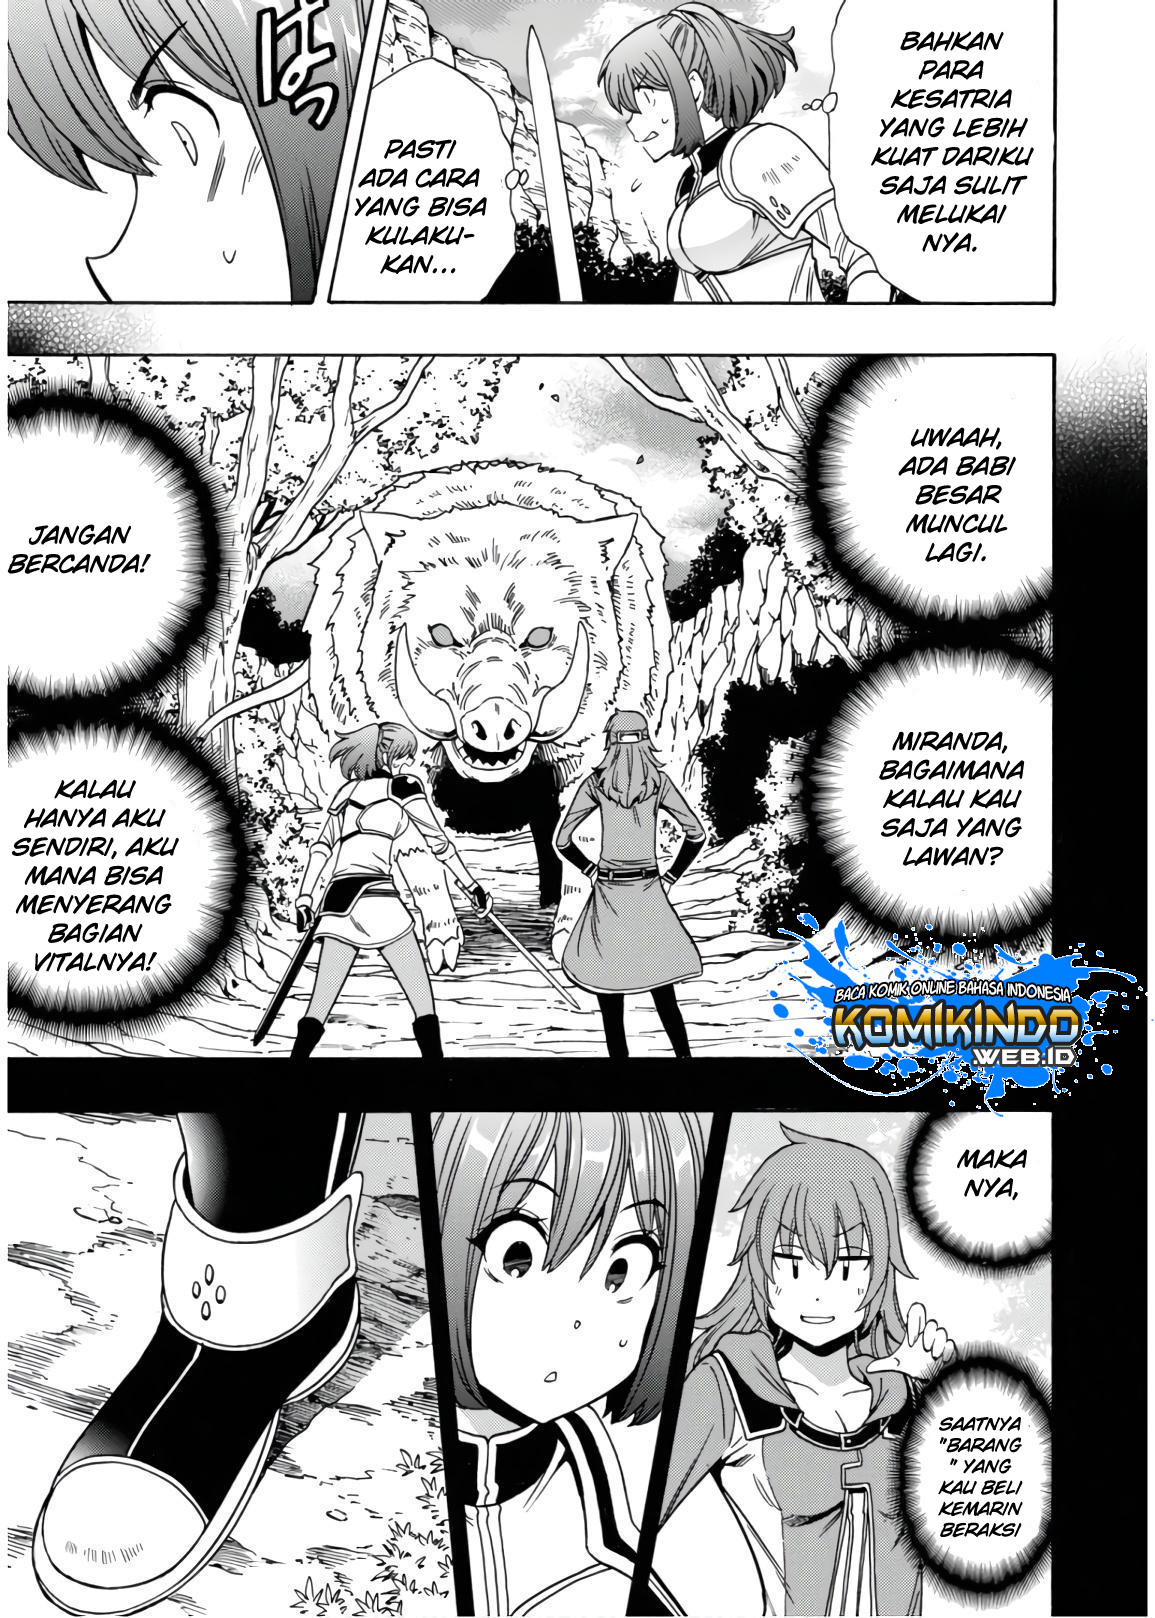 BAHKAN
PARA
KESATRIA
YANG LEBIH
KUAT DARIKU
SAJA SULIT
MELUKAI
NYA.
PASTI
ADA CARA
YANG BISA
KULAKU-
KAN...
はっ
UWAAH,
ADA BABI
BESAR
MUNCUL
LAGI.
MIRANDA,
BAGAIMANA
KALAU KAU
SAJA YANG
LAWAN?
JANGAN
BERCANDA!
KALAU
HANYA AKU
SENDIRI, AKU
MANA BISA
MENYERANG
BAGIAN
VITALNYA!
BACA KOMIK ONLINE BAHASA INDONESIA
KOMIKINDO
.WEB.ID
MAKA
NYA,
SAATNYA
"BARANG
" YANG
KAU BELI
KEMARIN
BERAKSI